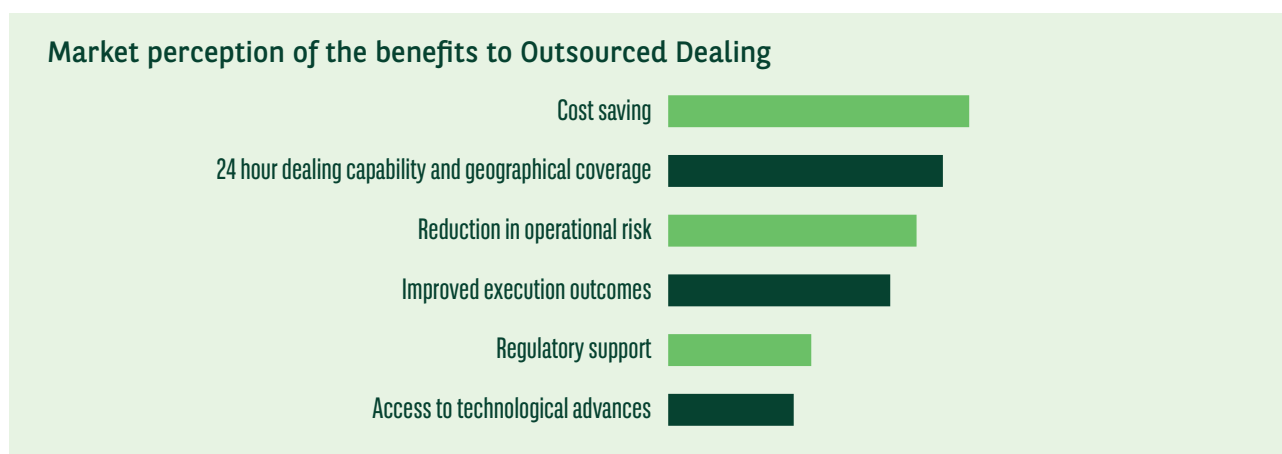 Market perception of the benefits to Outsourced Dealing
Cost saving
24 hour dealing capability and geographical coverage
Reduction in operational risk
Improved execution outcomes
Regulatory support
Access to technological advances